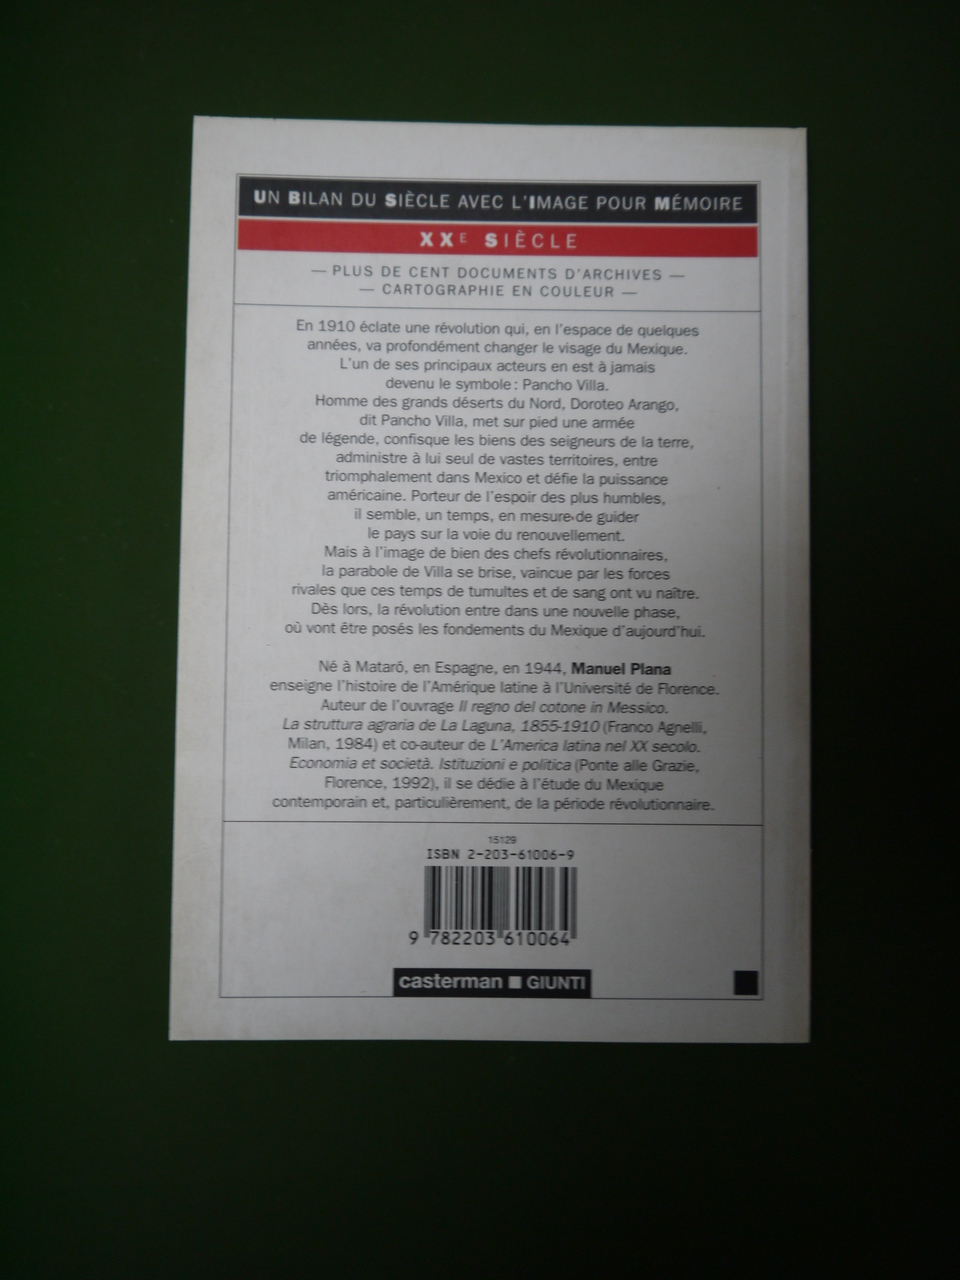 UN BILAN DU SIÈCLE AVEC L'IMAGE POUR MÉMOIRE
XXE SIÈCLE
— PLUS DE CENT DOCUMENTS D'ARCHIVES —
— CARTOGRAPHIE EN COULEUR —
En 1910 éclate une révolution qui, en l'espace de quelques
années, va profondément changer le visage du Mexique.
L'un de ses principaux acteurs en est à jamais
devenu le symbole : Pancho Villa.
Homme des grands déserts du Nord, Doroteo Arango,
dit Pancho Villa, met sur pied une armée
de légende, confisque les biens des seigneurs de la terre,
administre à lui seul de vastes territoires, entre
triomphalement dans Mexico et défie la puissance
américaine. Porteur de l'espoir des plus humbles,
il semble, un temps, en mesure de guider
le pays sur la voie du renouvellement.
Mais à l'image de bien des chefs révolutionnaires,
la parabole de Villa se brise, vaincue par les forces
rivales que ces temps de tumultes et de sang ont vu naître.
Dès lors, la révolution entre dans une nouvelle phase,
où vont être posés les fondements du Mexique d'aujourd'hui.
Né à Mataró, en Espagne, en 1944, Manuel Plana
enseigne l'histoire de l'Amérique latine à l'Université de Florence.
Auteur de l'ouvrage Il regno del cotone in Messico.
La struttura agraria de La Laguna, 1855-1910 (Franco Agnelli,
Milan, 1984) et co-auteur de L'America latina nel XX secolo.
Economia et società. Istituzioni e politica (Ponte alle Grazie,
Florence, 1992), il se dédie à l'étude du Mexique
contemporain et, particulièrement, de la période révolutionnaire.
15129
ISBN 2-203-61006-9
9 782203 610064
casterman GIUNTI